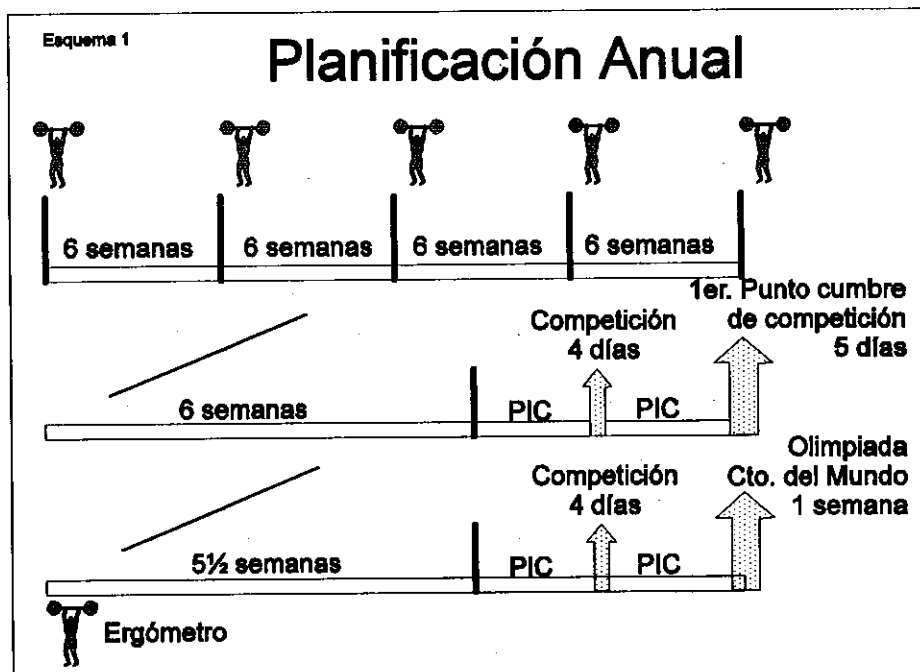 Esquema 1
Planificación Anual
6 semanas 6 semanas 6 semanas 6 semanas
1er. Punto cumbre
de competición
5 días
Competición
4 días
6 semanas PIC PIC
Olimpiada
Cto. del Mundo
1 semana
Competición
4 días
5½ semanas PIC PIC
Ergómetro